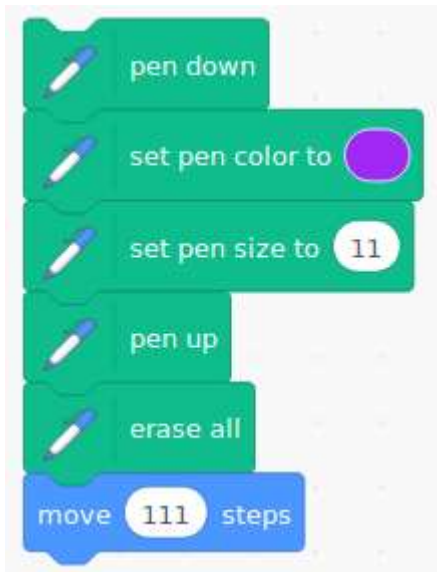 pen down
set pen color to
set pen size to 11
pen up
erase all
move 111 steps